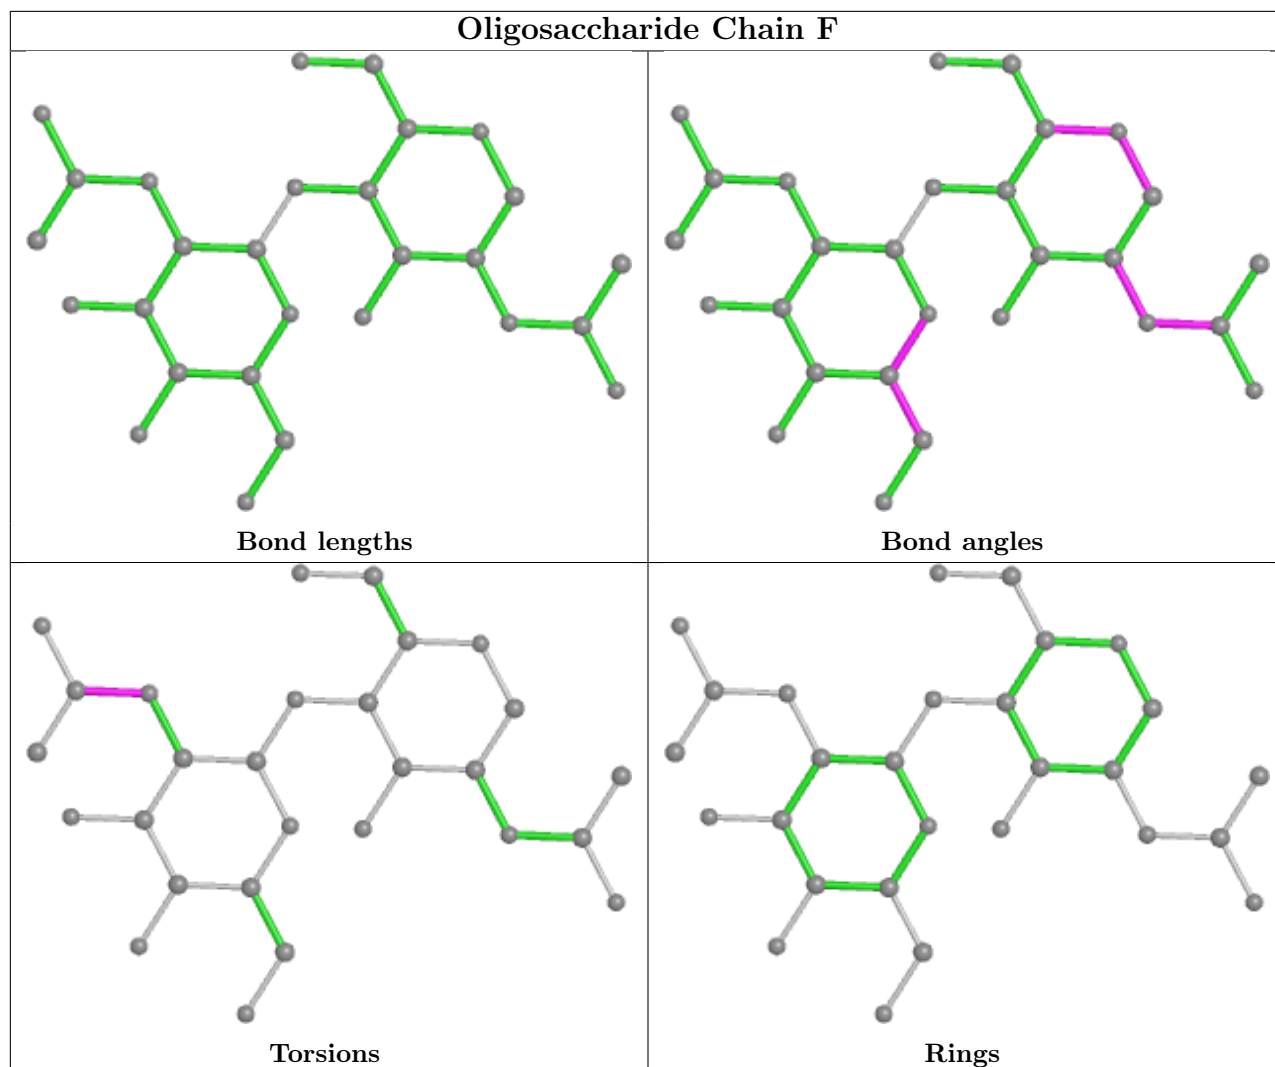 Oligosaccharide Chain F
Bond lengths
Bond angles
Torsions
Rings